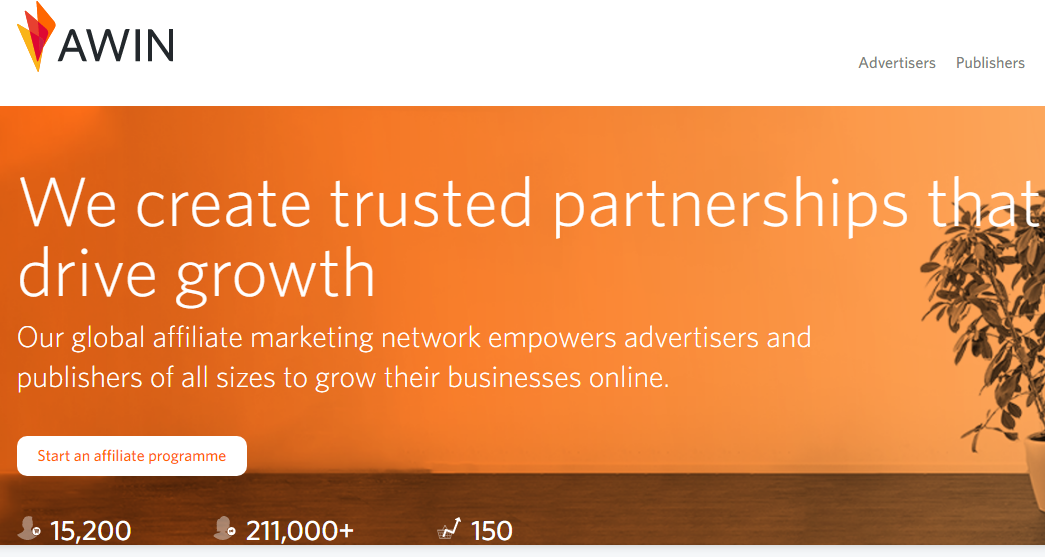 AWIN
Advertisers Publishers
We create trusted partnerships that
drive growth
Our global affiliate marketing network empowers advertisers and
publishers of all sizes to grow their businesses online.
Start an affiliate programme
15,200 211,000+ 150